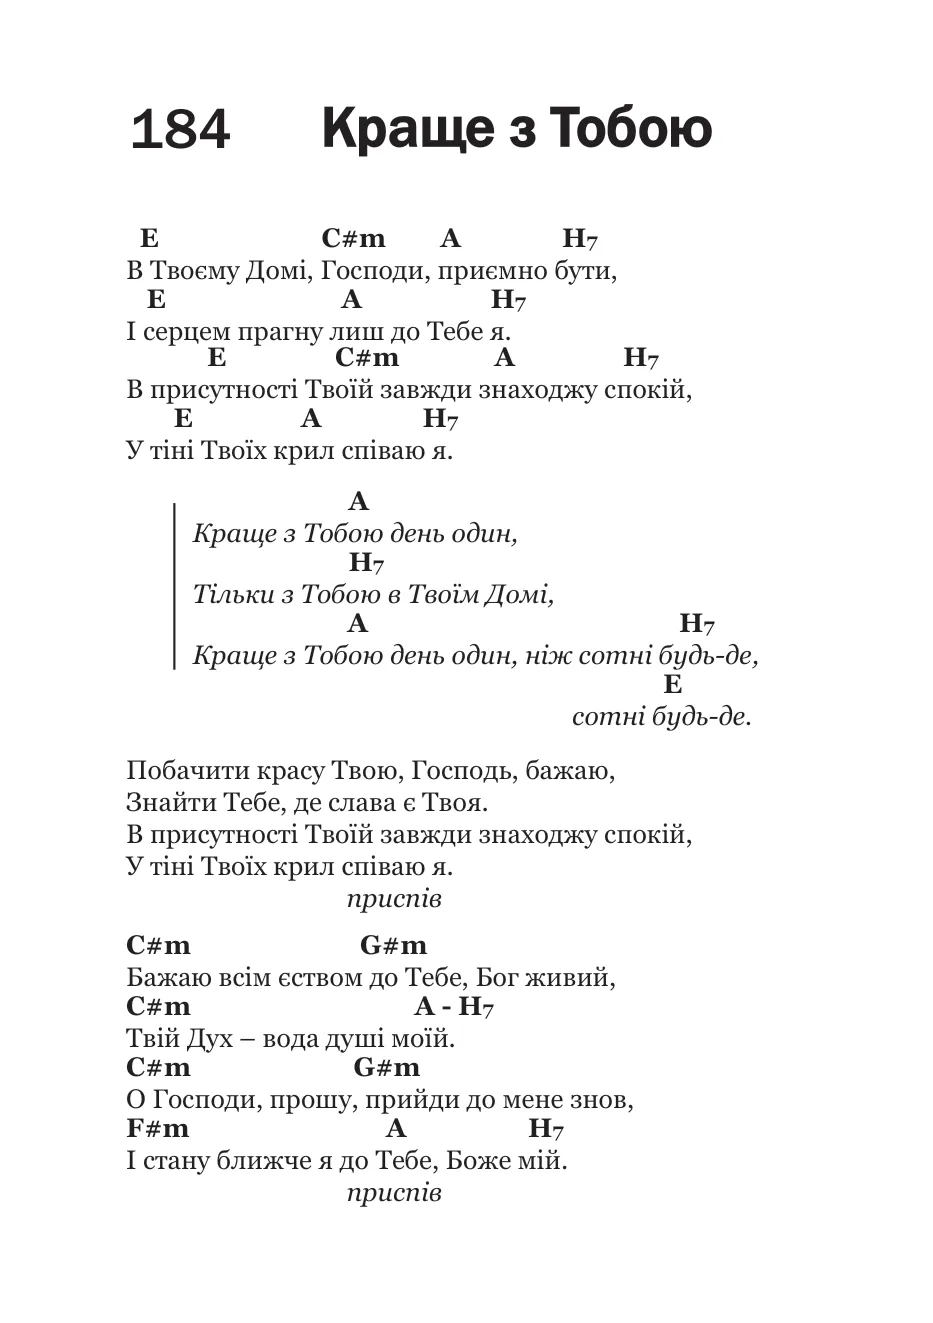 184 Краще з Тобою
E C#m A H7
В Твоєму Домі, Господи, приємно бути,
E A H7
І серцем прагну лиш до Тебе я.
E C#m A H7
В присутності Твоїй завжди знаходжу спокій,
E A H7
У тіні Твоїх крил співаю я.
A
Краще з Тобою день один,
H7
Тільки з Тобою в Твоїм Домі,
A H7
Краще з Тобою день один, ніж сотні будь-де,
E
сотні будь-де.
Побачити красу Твою, Господь, бажаю,
Знайти Тебе, де слава є Твоя.
В присутності Твоїй завжди знаходжу спокій,
У тіні Твоїх крил співаю я.
приспів
C#m G#m
Бажаю всім єством до Тебе, Бог живий,
C#m A - H7
Твій Дух – вода душі моїй.
C#m G#m
О Господи, прошу, прийди до мене знов,
F#m A H7
І стану ближче я до Тебе, Боже мій.
приспів